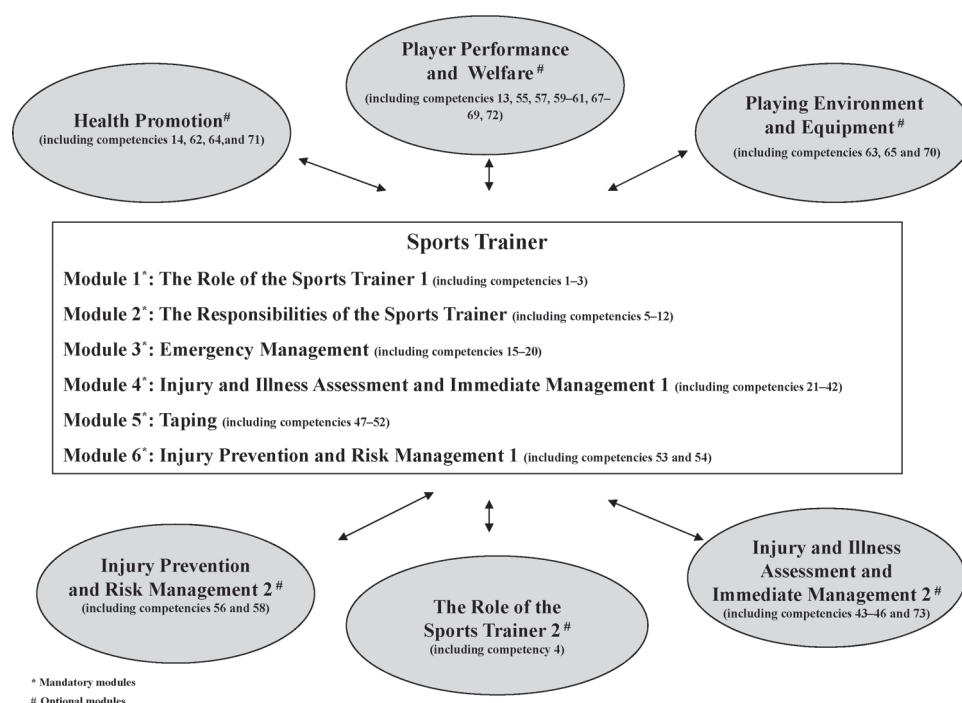 Player Performance
and Welfare#
(including competencies 13, 55, 57, 59–61, 67–
69, 72)
Health Promotion#
(including competencies 14, 62, 64,and 71)
Playing Environment
and Equipment#
(including competencies 63, 65 and 70)
Sports Trainer
Module 1*: The Role of the Sports Trainer 1 (including competencies 1–3)
Module 2*: The Responsibilities of the Sports Trainer (including competencies 5–12)
Module 3*: Emergency Management (including competencies 15–20)
Module 4*: Injury and Illness Assessment and Immediate Management 1 (including competencies 21–42)
Module 5*: Taping (including competencies 47–52)
Module 6*: Injury Prevention and Risk Management 1 (including competencies 53 and 54)
Injury Prevention
and Risk Management 2#
(including competencies 56 and 58)
The Role of the
Sports Trainer 2#
(including competency 4)
Injury and Illness
Assessment and
Immediate Management 2#
(including competencies 43–46 and 73)
* Mandatory modules
# Optional modules